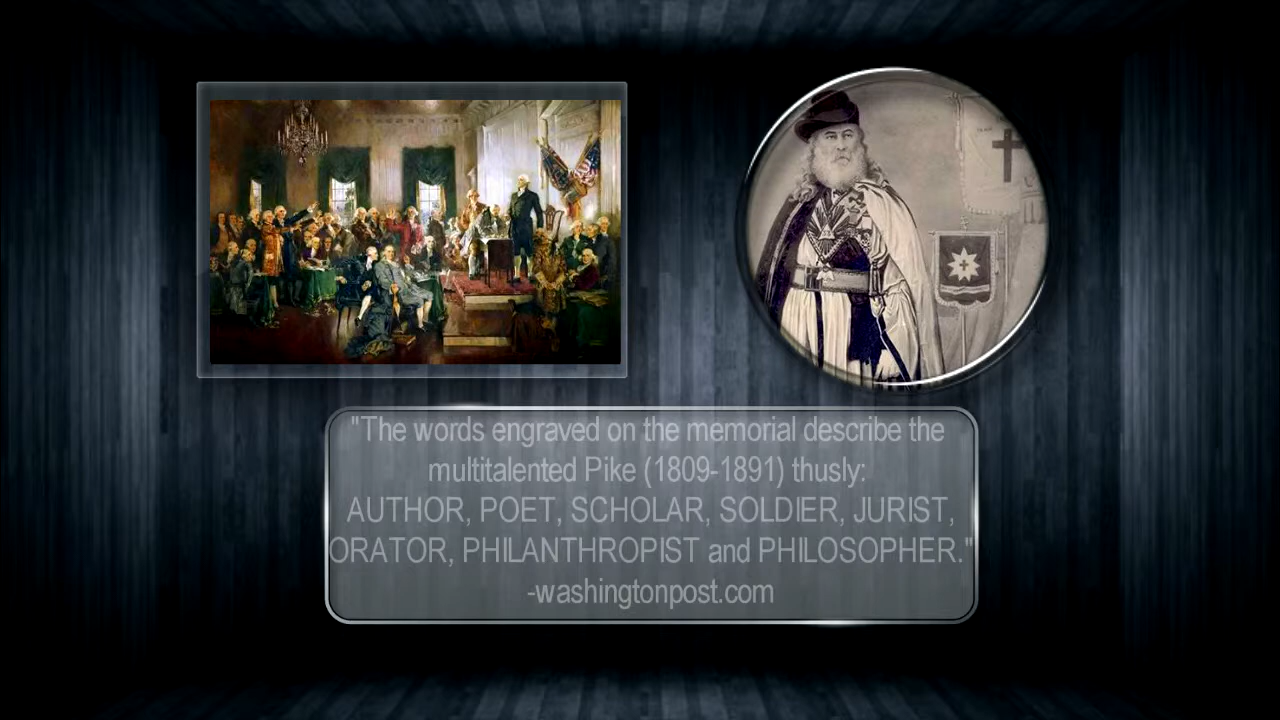 "The words engraved on the memorial describe the
multitalented Pike (1809-1891) thusly:
AUTHOR, POET, SCHOLAR, SOLDIER, JURIST,
ORATOR, PHILANTHROPIST and PHILOSOPHER."
-washingtonpost.com